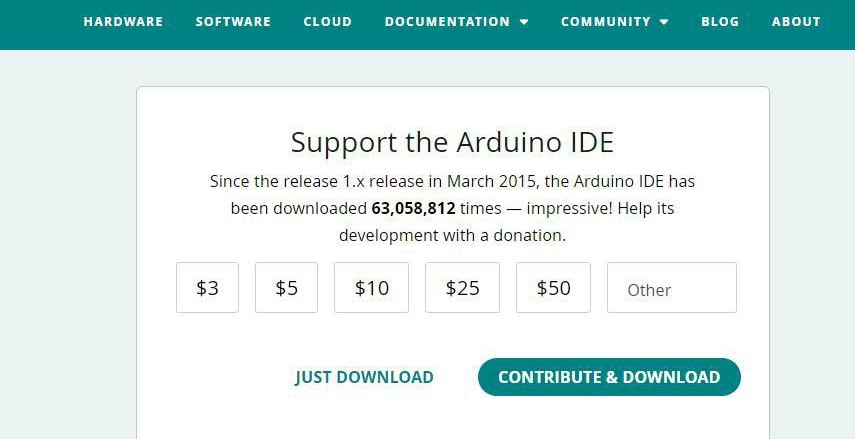 HARDWARE SOFTWARE CLOUD DOCUMENTATION COMMUNITY BLOG ABOUT
Support the Arduino IDE
Since the release 1.x release in March 2015, the Arduino IDE has
been downloaded 63,058,812 times — impressive! Help its
development with a donation.
$3 $5 $10 $25 $50 Other
JUST DOWNLOAD CONTRIBUTE & DOWNLOAD